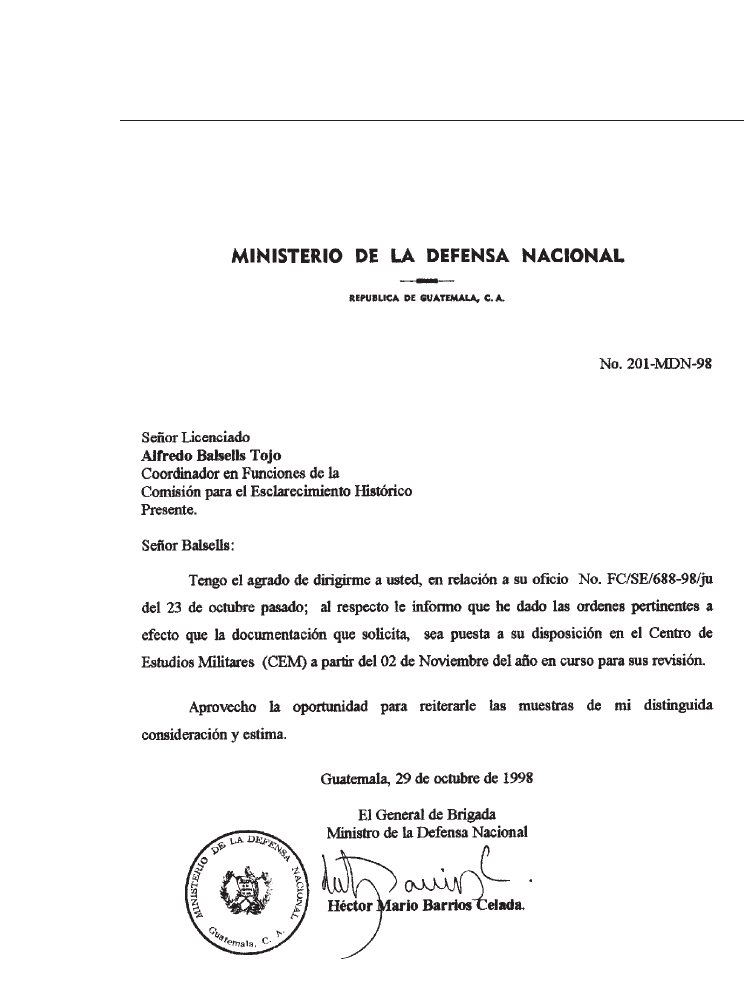 MINISTERIO DE LA DEFENSA NACIONAL
REPUBLICA DE GUATEMALA, C. A.
No. 201-MDN-98
Señor Licenciado
Alfredo Balsells Tojo
Coordinador en Funciones de la
Comisión para el Esclarecimiento Histórico
Presente.
Señor Balsells:
Tengo el agrado de dirigirme a usted, en relación a su oficio No. FC/SE/688-98/ju
del 23 de octubre pasado; al respecto le informo que he dado las ordenes pertinentes a
efecto que la documentación que solicita, sea puesta a su disposición en el Centro de
Estudios Militares (CEM) a partir del 02 de Noviembre del año en curso para sus revisión.
Aprovecho la oportunidad para reiterarle las muestras de mi distinguida
consideración y estima.
Guatemala, 29 de octubre de 1998
El General de Brigada
Ministro de la Defensa Nacional
Héctor Mario Barrios Celada.
MINISTERIO DE LA DEFENSA NACIONAL
Guatemala, C. A.